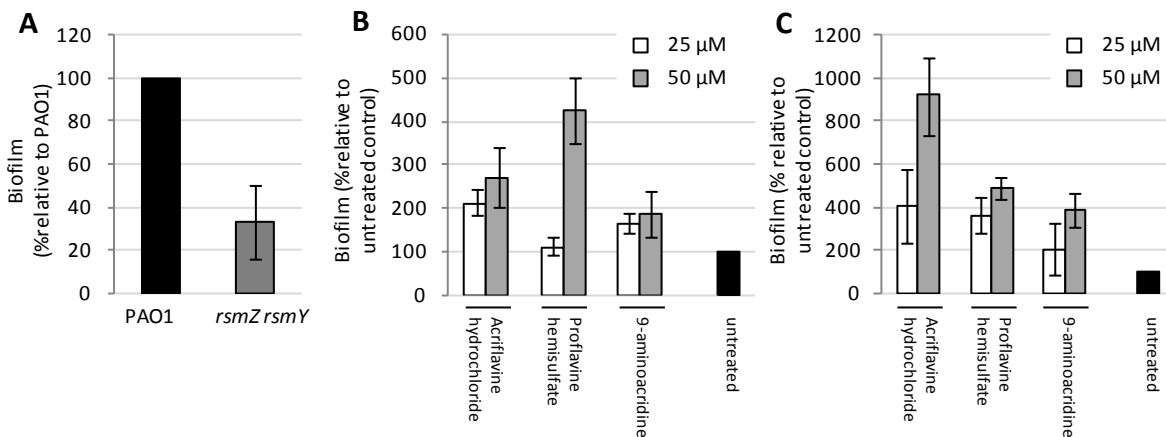 A
Biofilm
(%relative to PAO1)
120
100
80
60
40
20
0
PAO1
rsmZ rsmY
B
Biofilm (%relative to
untreated control)
600
500
400
300
200
100
0
25 µM
50 µM
Acriflavine
hydrochloride
Proflavine
hemisulfate
9-aminoacridine
untreated
C
Biofilm (% relative to
untreated control)
1200
1000
800
600
400
200
0
25 µM
50 µM
Acriflavine
hydrochloride
Proflavine
hemisulfate
9-aminoacridine
untreated